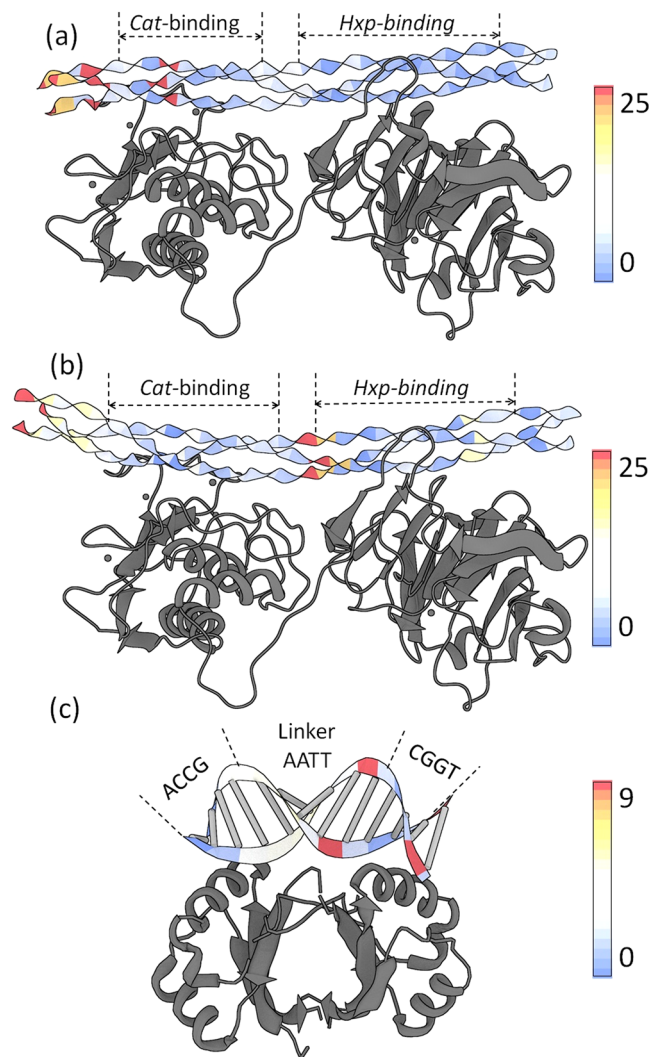 (a)
Cat-binding
Hxp-binding
25
0
(b)
Cat-binding
Hxp-binding
25
0
(c)
Linker
AATT
ACCG
CGGT
9
0